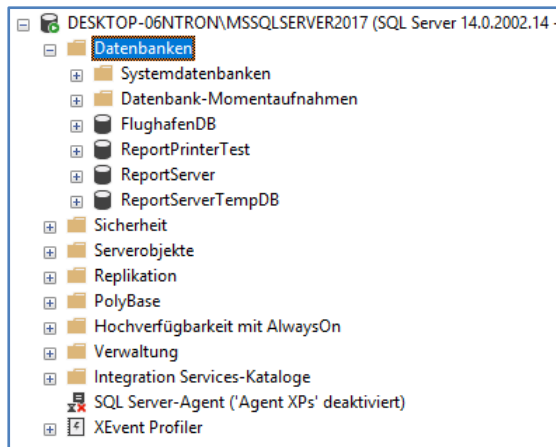 DESKTOP-06NTRON\MSSQLSERVER2017 (SQL Server 14.0.2002.14 -
Datenbanken
Systemdatenbanken
Datenbank-Momentaufnahmen
FlughafenDB
ReportPrinterTest
ReportServer
ReportServerTempDB
Sicherheit
Serverobjekte
Replikation
PolyBase
Hochverfügbarkeit mit AlwaysOn
Verwaltung
Integration Services-Kataloge
SQL Server-Agent ('Agent XPs' deaktiviert)
XEvent Profiler